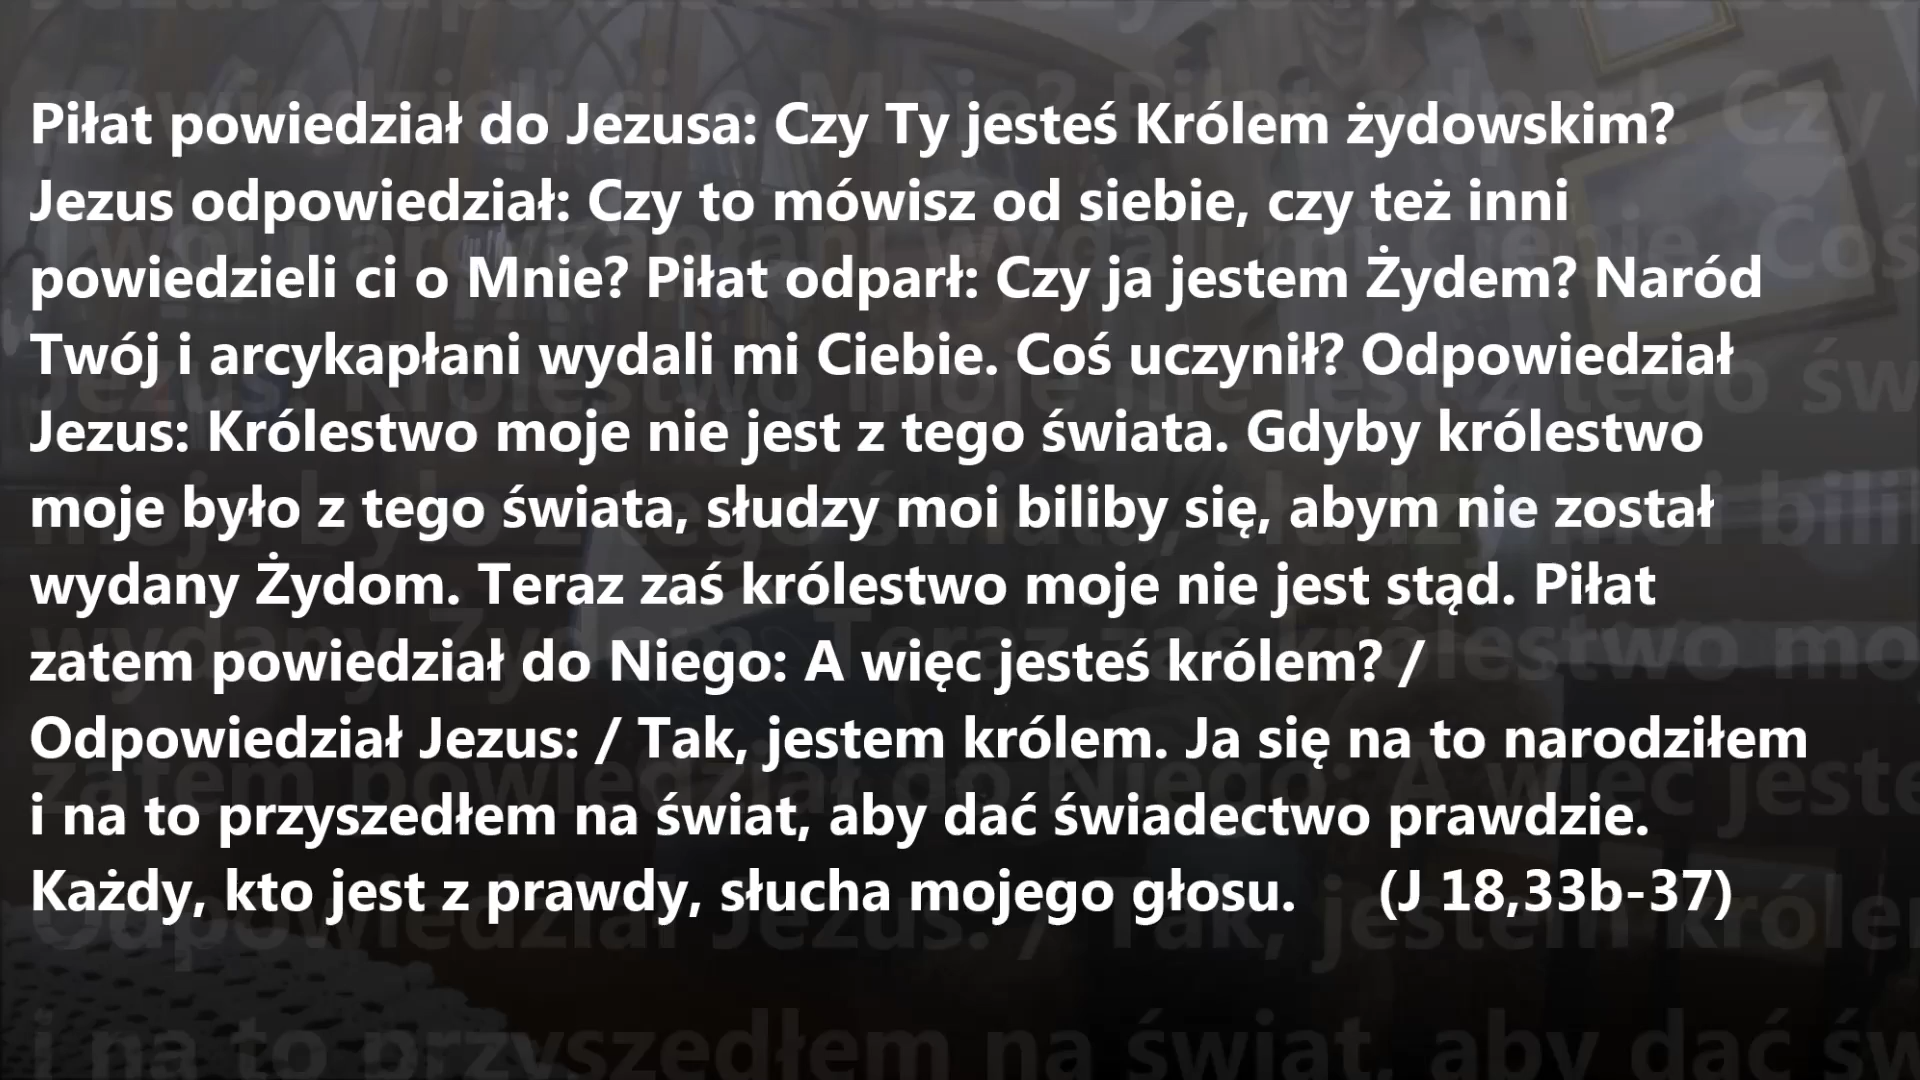 Piłat powiedział do Jezusa: Czy Ty jesteś Królem żydowskim?
Jezus odpowiedział: Czy to mówisz od siebie, czy też inni
powiedzieli ci o Mnie? Piłat odparł: Czy ja jestem Żydem? Naród
Twój i arcykapłani wydali mi Ciebie. Coś uczynił? Odpowiedział
Jezus: Królestwo moje nie jest z tego świata. Gdyby królestwo
moje było z tego świata, słudzy moi biliby się, abym nie został
wydany Żydom. Teraz zaś królestwo moje nie jest stąd. Piłat
zatem powiedział do Niego: A więc jesteś królem? /
Odpowiedział Jezus: / Tak, jestem królem. Ja się na to narodziłem
i na to przyszedłem na świat, aby dać świadectwo prawdzie.
Każdy, kto jest z prawdy, słucha mojego głosu. (J 18,33b-37)